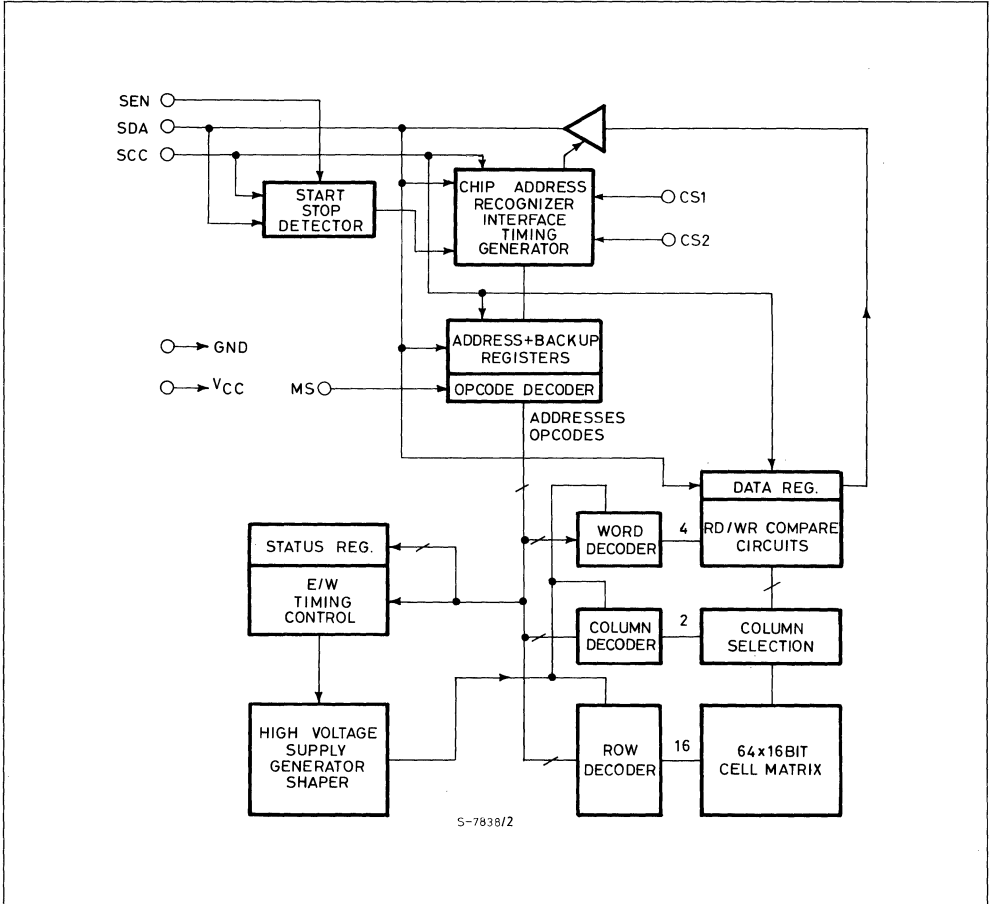 SEN
SDA
SCC
START
STOP
DETECTOR
CHIP ADDRESS
RECOGNIZER
INTERFACE
TIMING
GENERATOR
CS1
CS2
GND
VCC
MS
ADDRESS+BACKUP
REGISTERS
OPCODE DECODER
ADDRESSES
OPCODES
DATA REG.
RD/WR COMPARE
CIRCUITS
WORD
DECODER
4
STATUS REG.
E/W
TIMING
CONTROL
COLUMN
DECODER
2
COLUMN
SELECTION
HIGH VOLTAGE
SUPPLY
GENERATOR
SHAPER
ROW
DECODER
16
64x16BIT
CELL MATRIX
S-7838/2